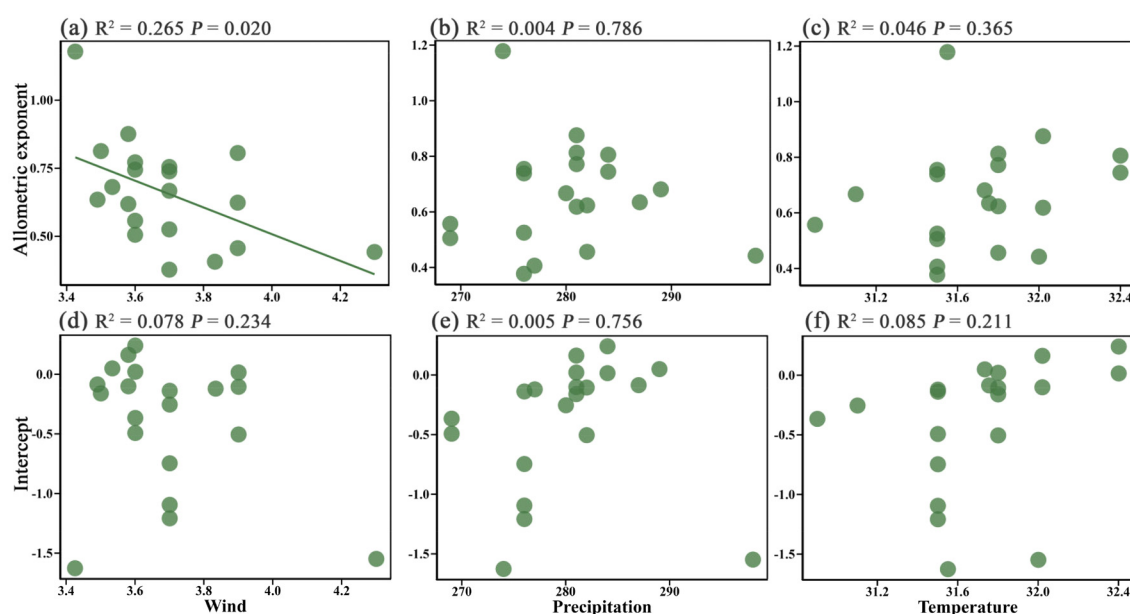 (a) R² = 0.265 P = 0.020
(b) R² = 0.004 P = 0.786
(c) R² = 0.046 P = 0.365
Allometric exponent
1.00
0.75
0.50
3.4 3.6 3.8 4.0 4.2
1.2
1.0
0.8
0.6
0.4
270 280 290
1.2
1.0
0.8
0.6
0.4
31.2 31.6 32.0 32.4
(d) R² = 0.078 P = 0.234
(e) R² = 0.005 P = 0.756
(f) R² = 0.085 P = 0.211
Intercept
0.0
-0.5
-1.0
-1.5
3.4 3.6 3.8 4.0 4.2
Wind
0.0
-0.5
-1.0
-1.5
270 280 290
Precipitation
0.0
-0.5
-1.0
-1.5
31.2 31.6 32.0 32.4
Temperature